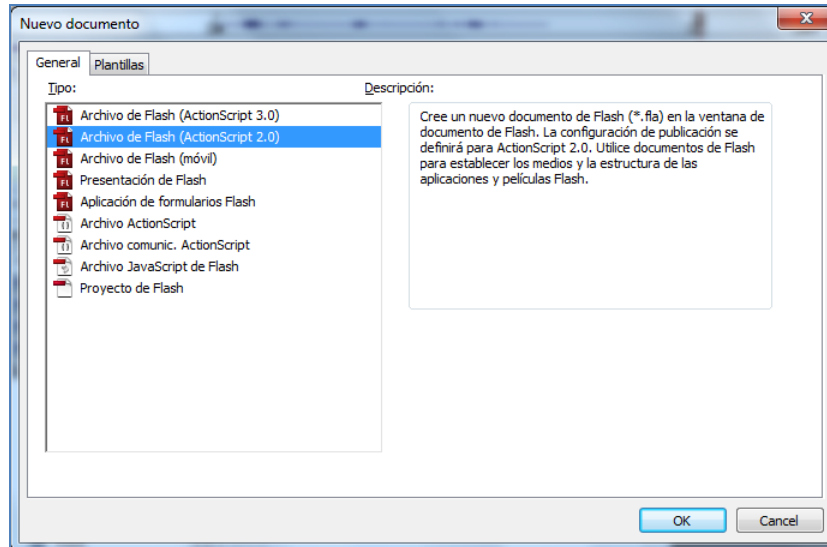 Nuevo documento
General
Plantillas
Tipo:
Descripción:
Archivo de Flash (ActionScript 3.0)
Archivo de Flash (ActionScript 2.0)
Archivo de Flash (móvil)
Presentación de Flash
Aplicación de formularios Flash
Archivo ActionScript
Archivo comunic. ActionScript
Archivo JavaScript de Flash
Proyecto de Flash
Cree un nuevo documento de Flash (*.fla) en la ventana de
documento de Flash. La configuración de publicación se
definirá para ActionScript 2.0. Utilice documentos de Flash
para establecer los medios y la estructura de las
aplicaciones y películas Flash.
OK
Cancel